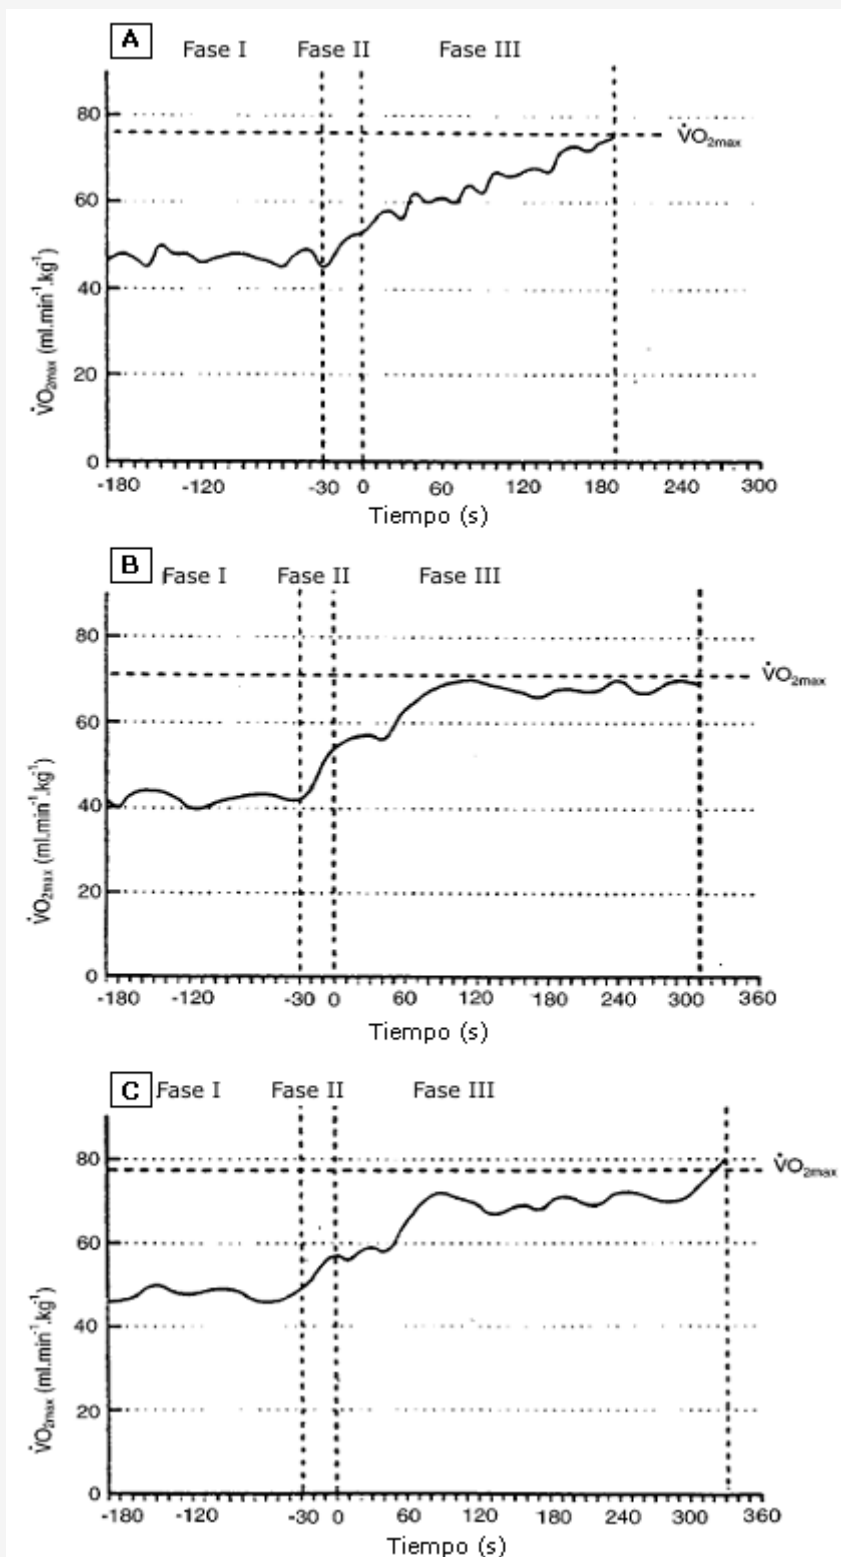 A
Fase I Fase II Fase III
80
V̇O2max
60
40
20
0
V̇O2max (ml.min-1.kg-1)
-180 -120 -30 0 60 120 180 240 300
Tiempo (s)
B
Fase I Fase II Fase III
80
V̇O2max
60
40
20
0
V̇O2max (ml.min-1.kg-1)
-180 -120 -30 0 60 120 180 240 300 360
Tiempo (s)
C
Fase I Fase II Fase III
80
V̇O2max
60
40
20
0
V̇O2max (ml.min-1.kg-1)
-180 -120 -30 0 60 120 180 240 300 360
Tiempo (s)